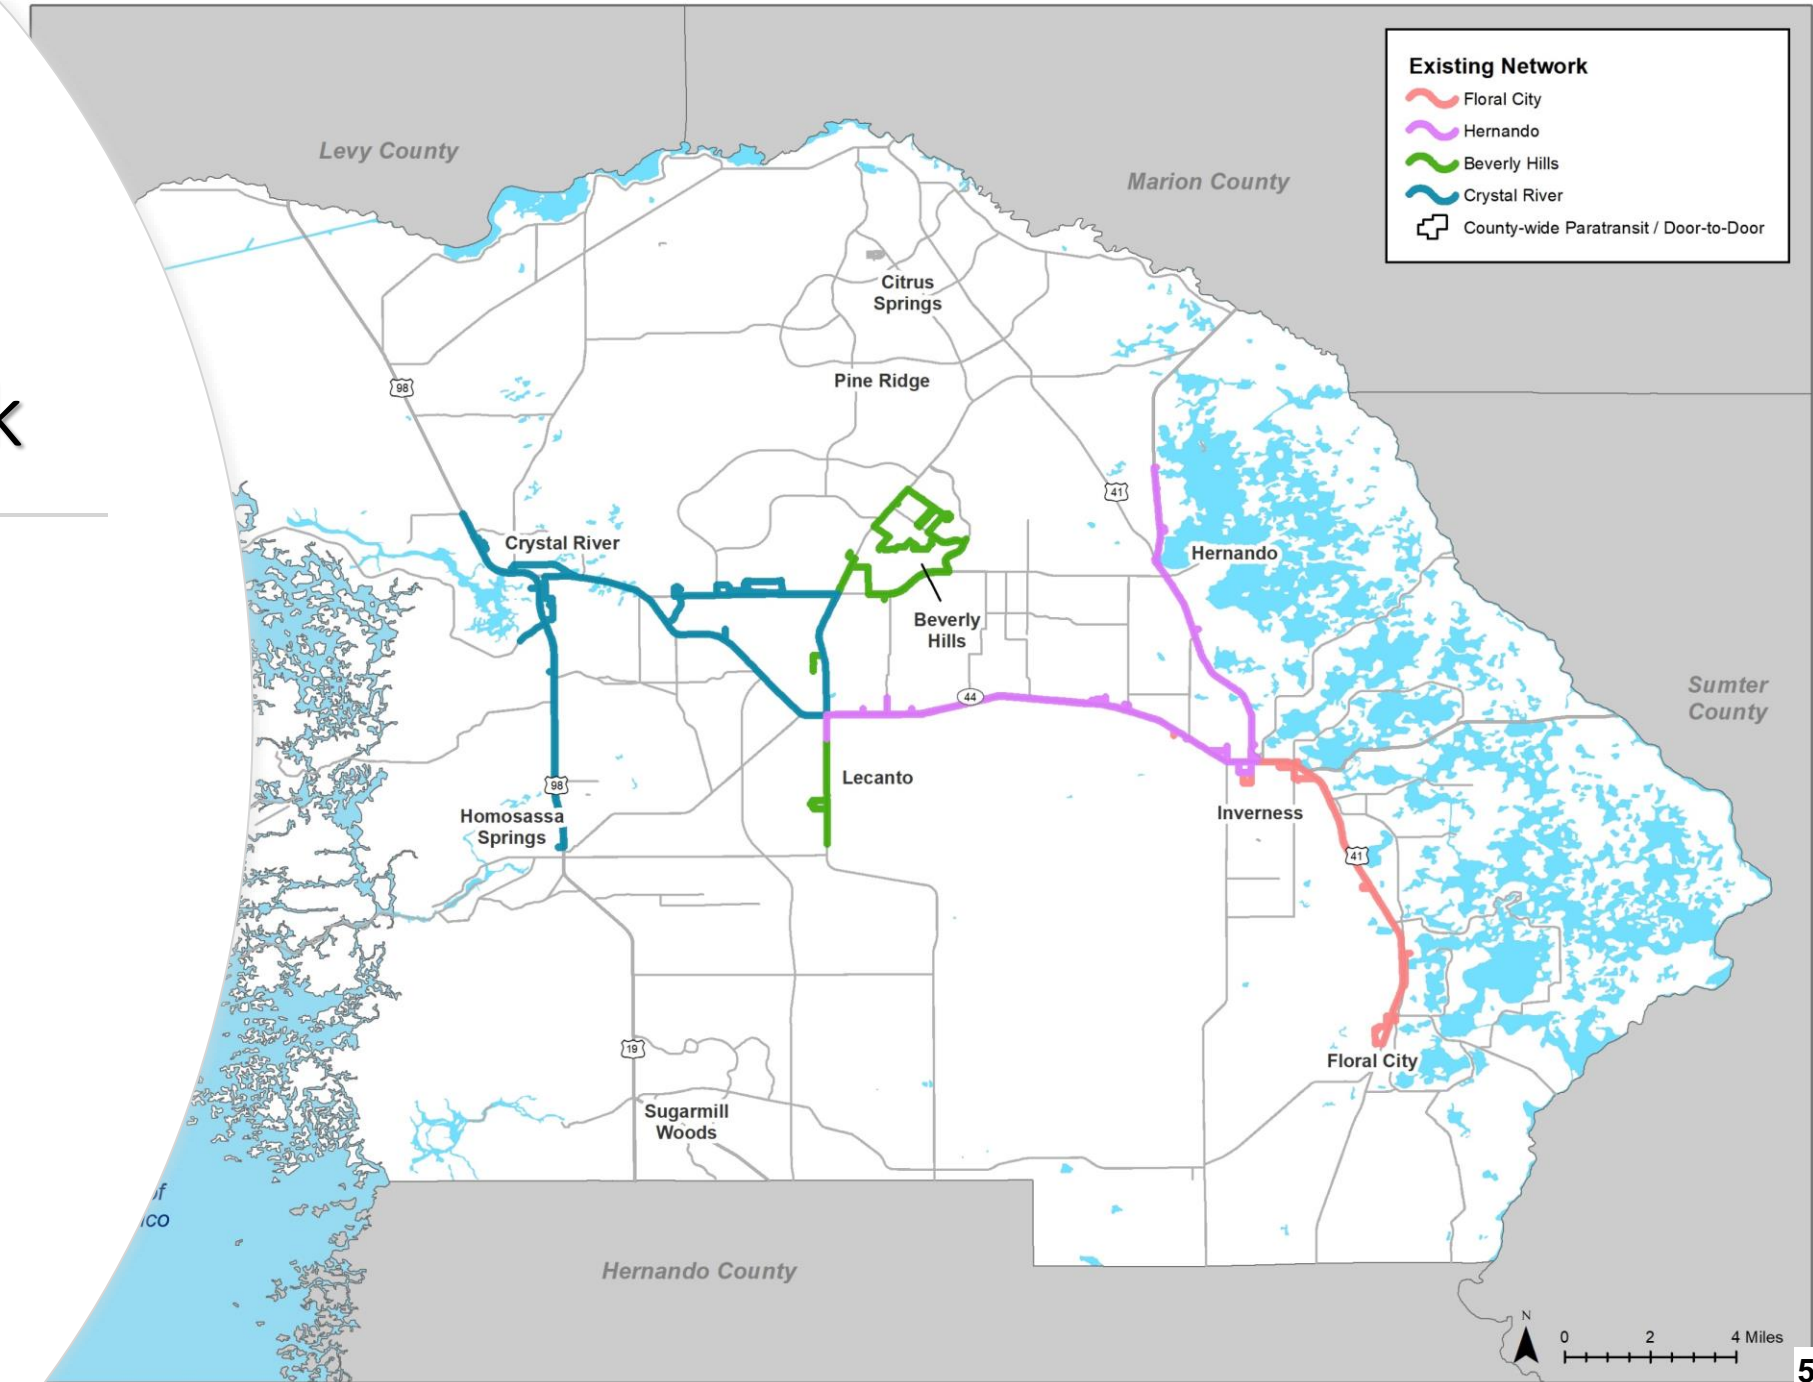 k
Existing Network
Floral City
Hernando
Beverly Hills
Crystal River
County-wide Paratransit / Door-to-Door
Levy County
Marion County
Citrus
Springs
Pine Ridge
98
41
Crystal River
Hernando
Beverly
Hills
44
Sumter
County
Lecanto
98
Homosassa
Springs
Inverness
41
19
Floral City
Sugarmill
Woods
of
ico
Hernando County
N
0 2 4 Miles
5